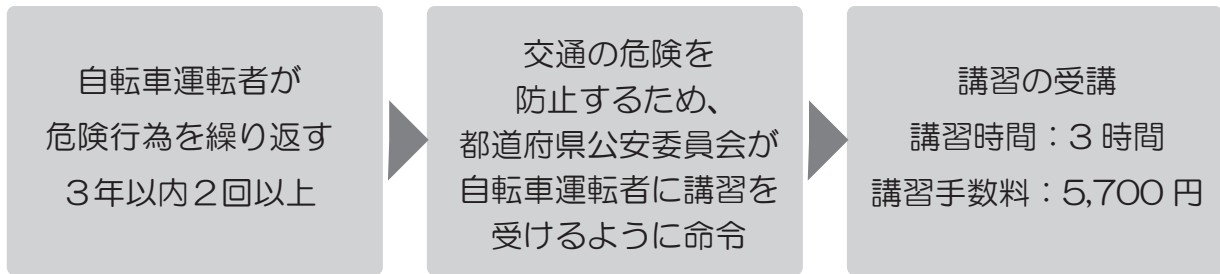 自転車運転者が
危険行為を繰り返す
３年以内２回以上
交通の危険を
防止するため、
都道府県公安委員会が
自転車運転者に講習を
受けるように命令
講習の受講
講習時間：３時間
講習手数料：5,700 円